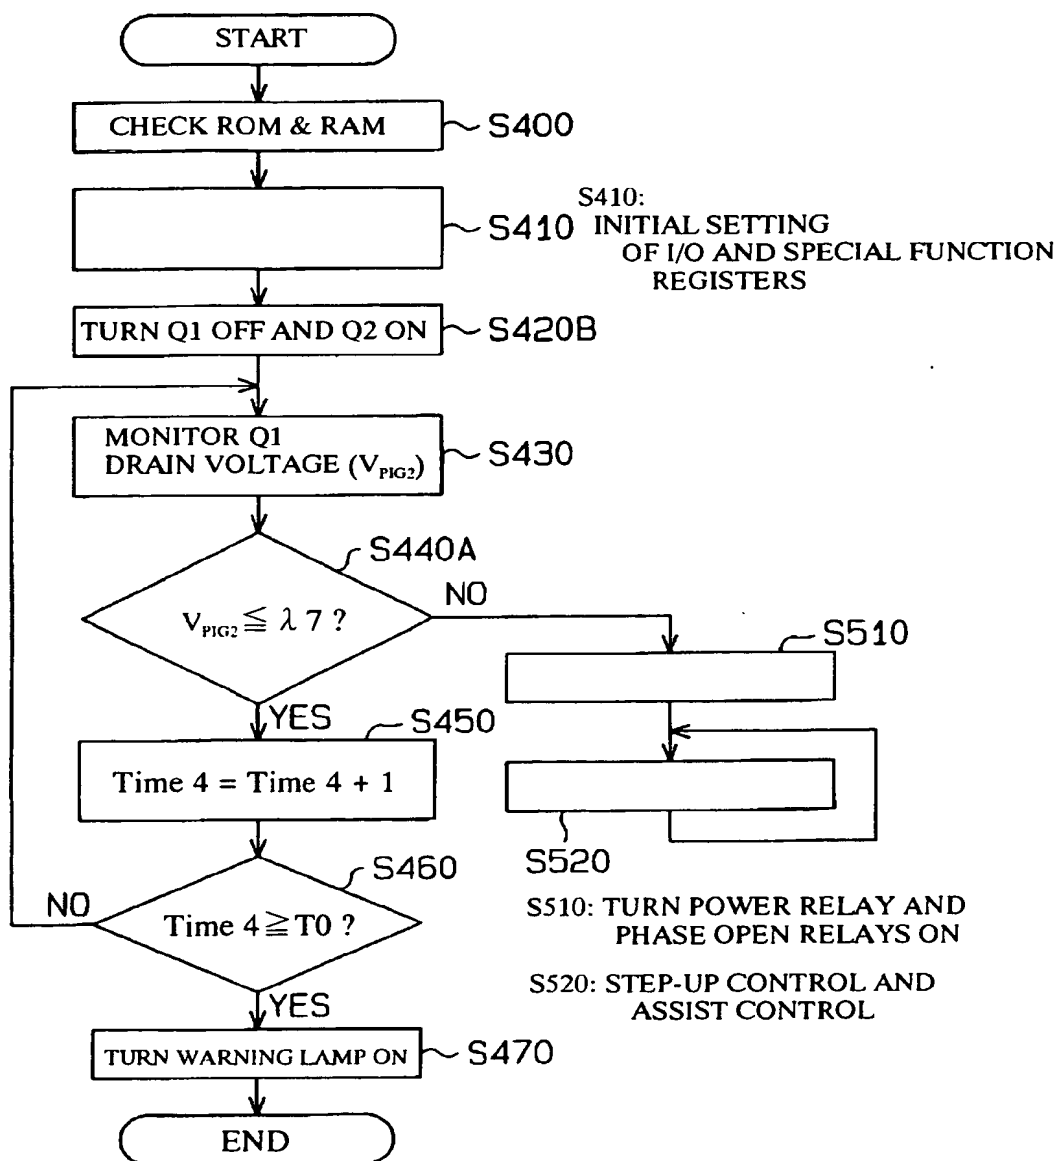 START
CHECK ROM & RAM
S400
S410
S410:
INITIAL SETTING
OF I/O AND SPECIAL FUNCTION
REGISTERS
TURN Q1 OFF AND Q2 ON
S420B
MONITOR Q1
DRAIN VOLTAGE (V_PIG2)
S430
S440A
V_PIG2 ≦ λ 7 ?
NO
YES
S510
S450
Time 4 = Time 4 + 1
S520
S460
NO
Time 4 ≧ T0 ?
YES
S510: TURN POWER RELAY AND
PHASE OPEN RELAYS ON
S520: STEP-UP CONTROL AND
ASSIST CONTROL
TURN WARNING LAMP ON
S470
END